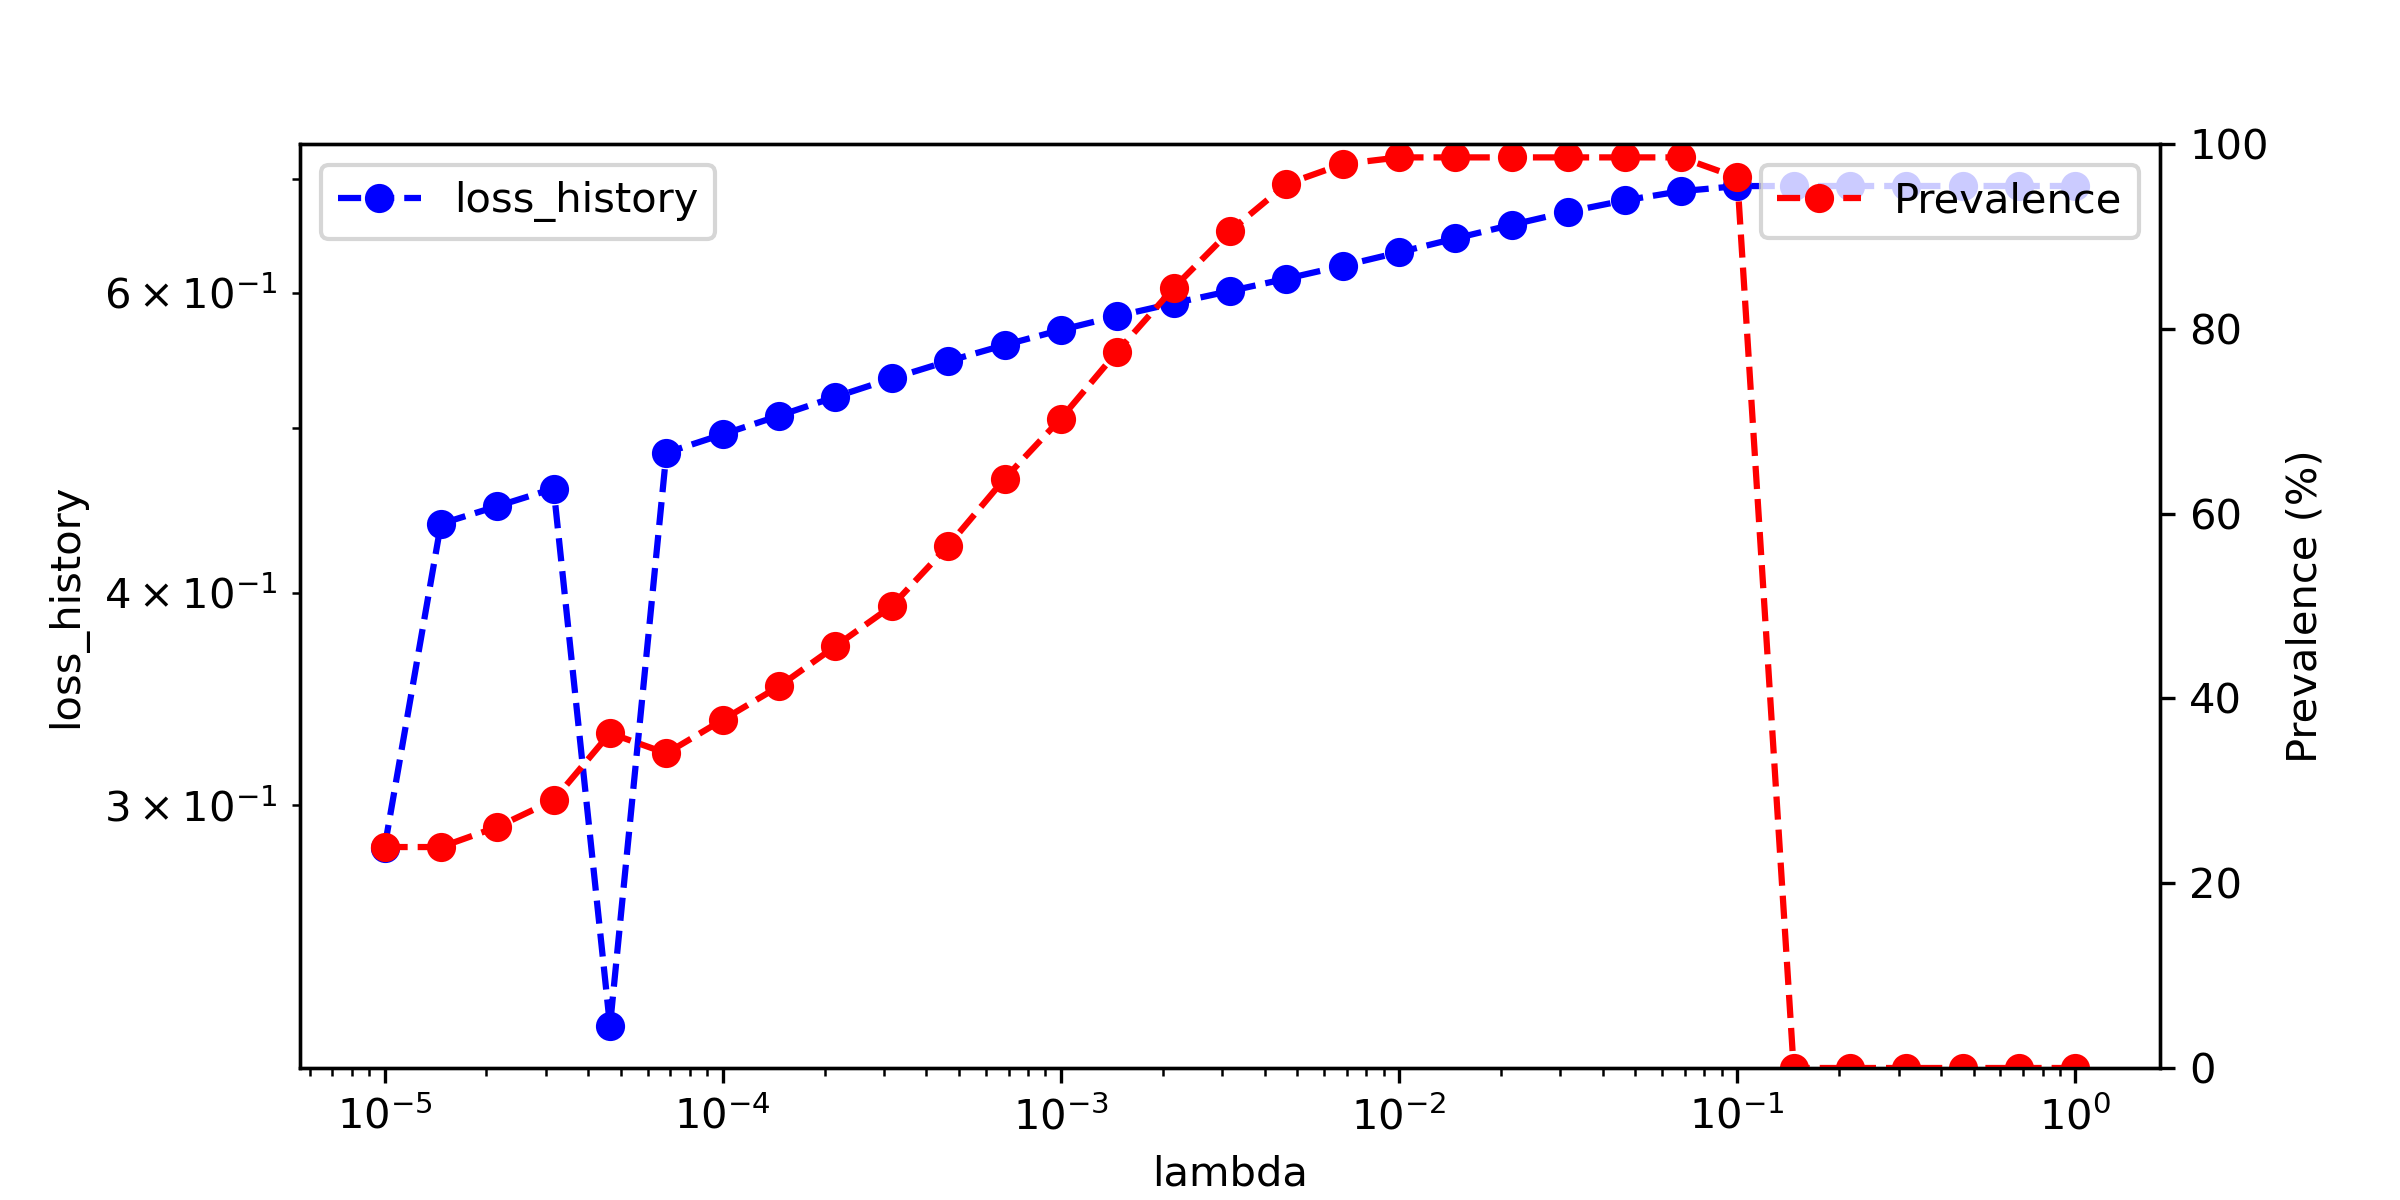 loss_history
Prevalence
100
80
60
40
20
0
6 × 10⁻¹
4 × 10⁻¹
3 × 10⁻¹
loss_history
Prevalence (%)
10⁻⁵
10⁻⁴
10⁻³
10⁻²
10⁻¹
10⁰
lambda